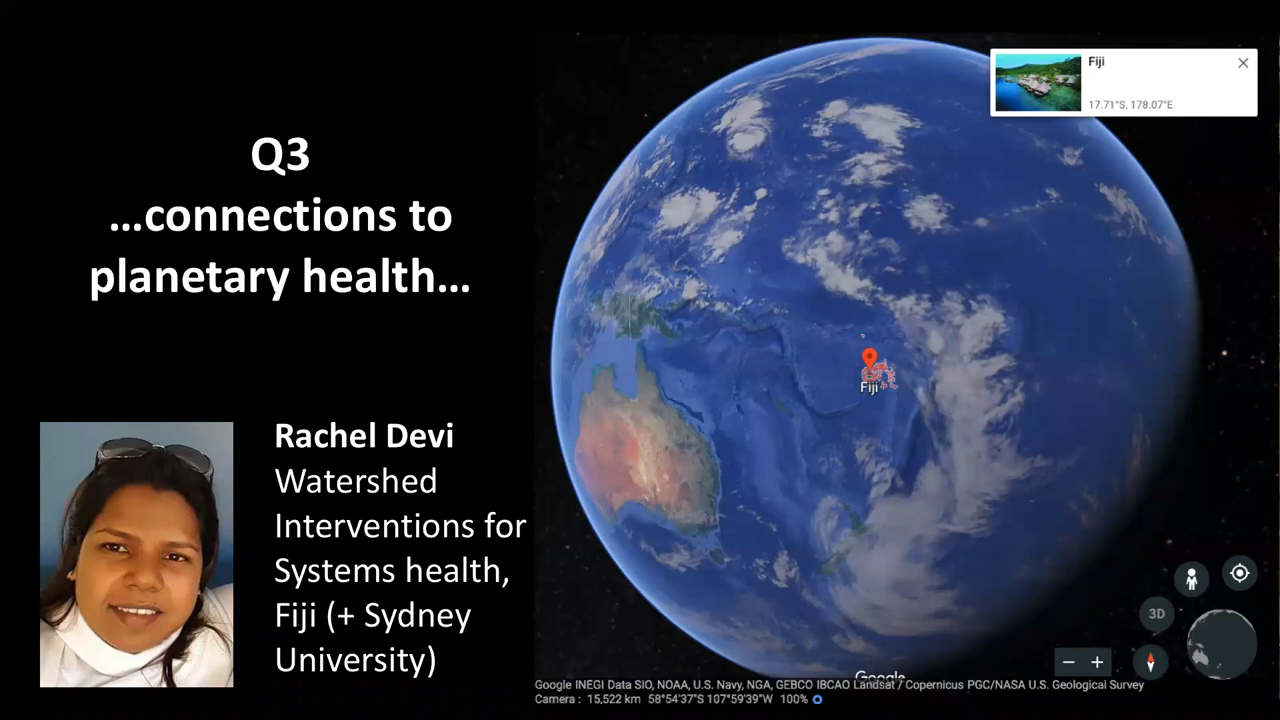 Q3
...connections to
planetary health...
Rachel Devi
Watershed
Interventions for
Systems health,
Fiji (+ Sydney
University)
Fiji
17.71°S, 178.07°E
Fiji
3D
Google
Google INEGI Data SIO, NOAA, U.S. Navy, NGA, GEBCO IBCAO Landsat / Copernicus PGC/NASA U.S. Geological Survey
Camera : 15,522 km 58°54'37"S 107°59'39"W 100%